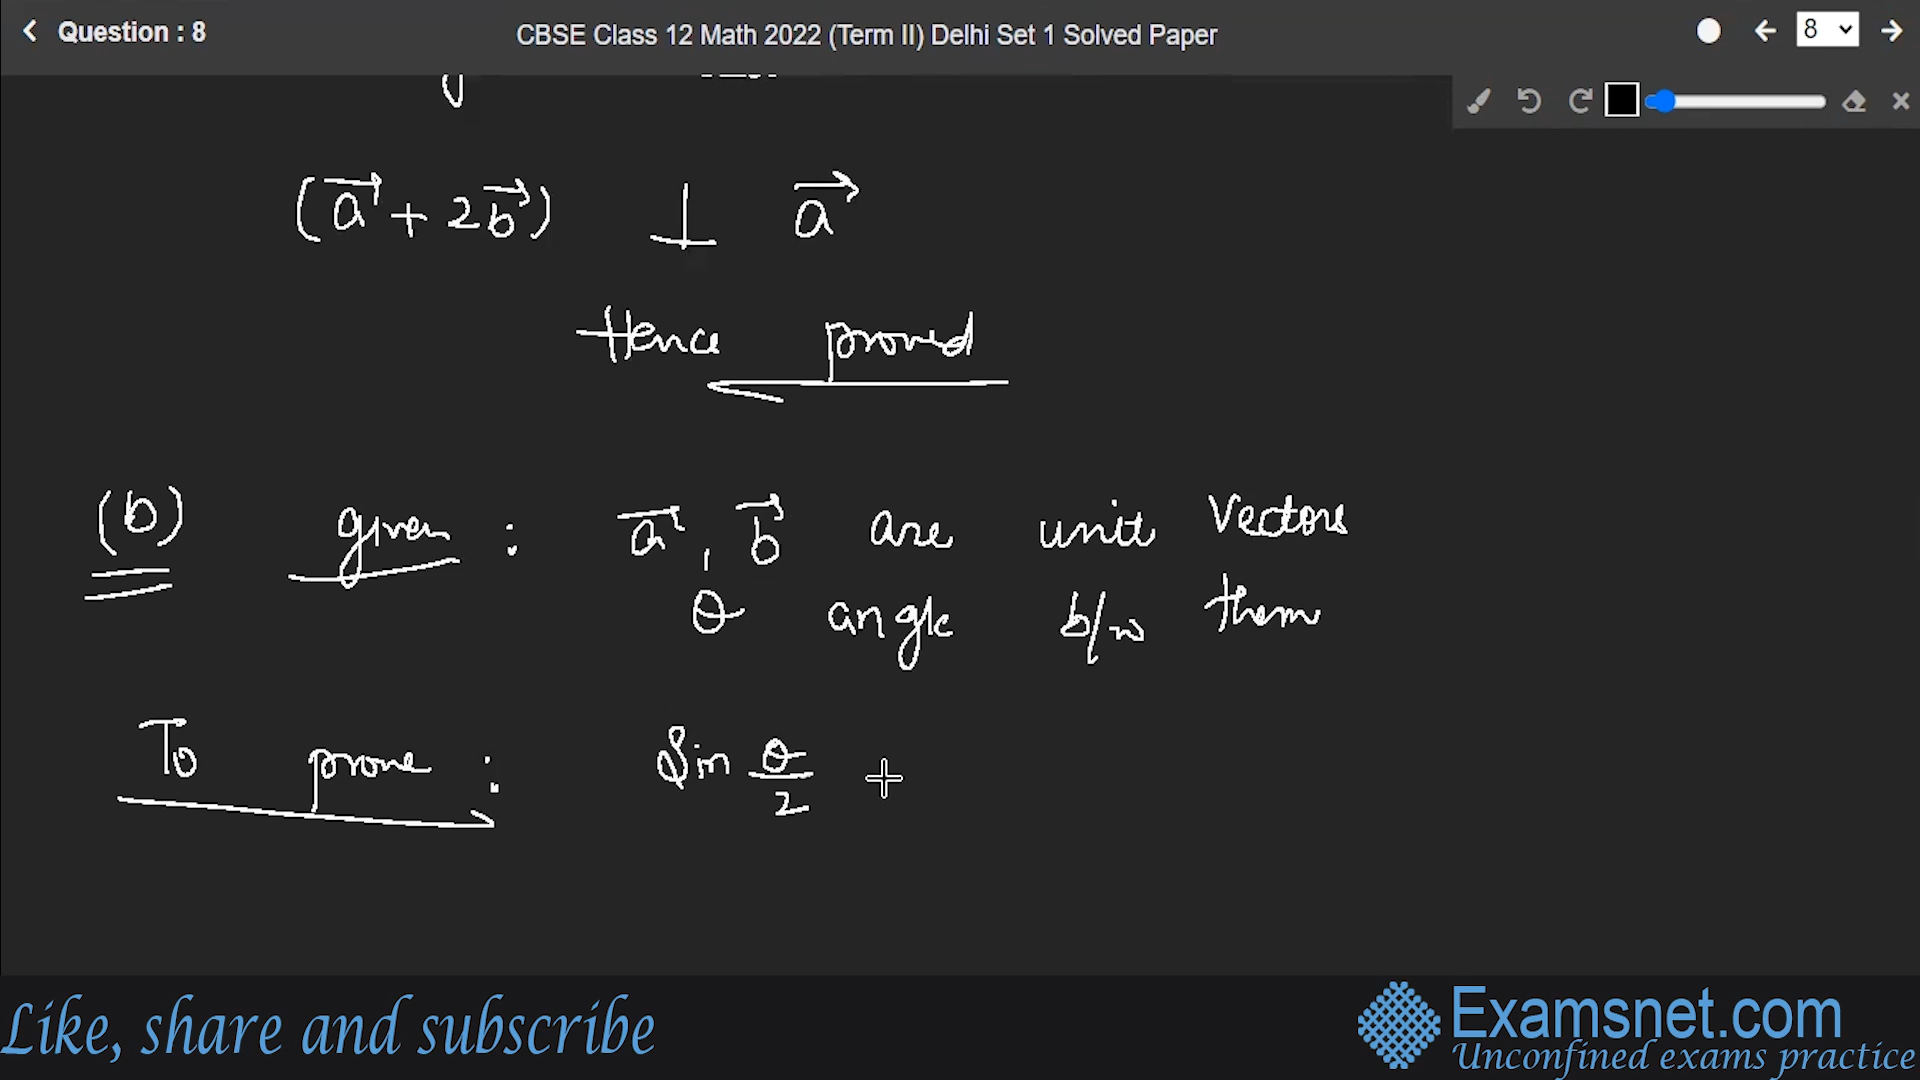 Question : 8
CBSE Class 12 Math 2022 (Term II) Delhi Set 1 Solved Paper
8
(a⃗ + 2b⃗) ⊥ a⃗
Hence proved
(b) given : a⃗, b⃗ are unit vectors
θ angle b/w them
To prove : Sin θ/2
Like, share and subscribe
Examsnet.com
Unconfined exams practice